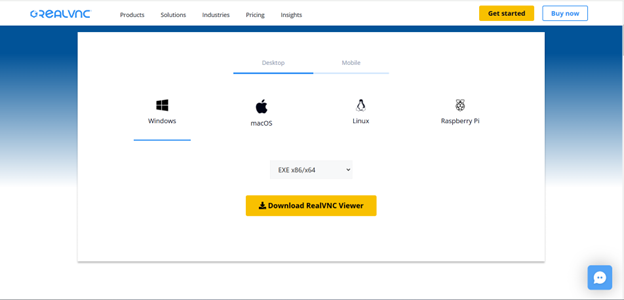 REALVNC
Products Solutions Industries Pricing Insights
Get started Buy now
Desktop Mobile
Windows macOS Linux Raspberry Pi
EXE x86/x64
Download RealVNC Viewer